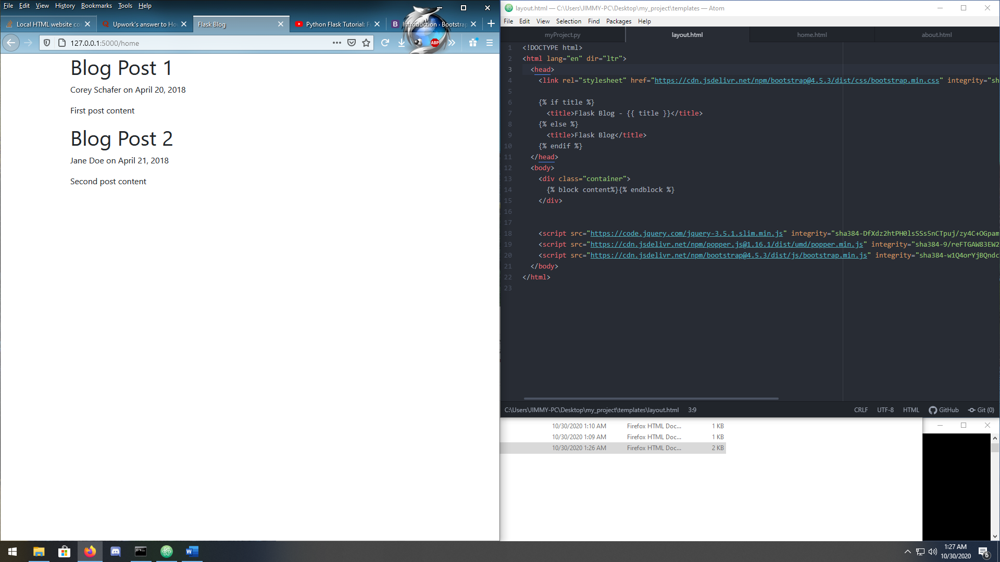 File Edit View History Bookmarks Tools Help
Local HTML website co
Upwork's answer to Ho
Flask Blog
Python Flask Tutorial: F
B Introduction · Bootstrap
127.0.0.1:5000/home
ABP
Blog Post 1
Corey Schafer on April 20, 2018
First post content
Blog Post 2
Jane Doe on April 21, 2018
Second post content
layout.html — C:\Users\JIMMY-PC\Desktop\my_project\templates — Atom
File Edit View Selection Find Packages Help
myProject.py layout.html home.html about.html
1 <!DOCTYPE html>
2 <html lang="en" dir="ltr">
3 <head>
4 <link rel="stylesheet" href="https://cdn.jsdelivr.net/npm/bootstrap@4.5.3/dist/css/bootstrap.min.css" integrity="sh
5
6 {% if title %}
7 <title>Flask Blog - {{ title }}</title>
8 {% else %}
9 <title>Flask Blog</title>
10 {% endif %}
11 </head>
12 <body>
13 <div class="container">
14 {% block content%}{% endblock %}
15 </div>
16
17
18 <script src="https://code.jquery.com/jquery-3.5.1.slim.min.js" integrity="sha384-DfXdz2htPH0lsSSs5nCTpuj/zy4C+OGpam
19 <script src="https://cdn.jsdelivr.net/npm/popper.js@1.16.1/dist/umd/popper.min.js" integrity="sha384-9/reFTGAW83EW2
20 <script src="https://cdn.jsdelivr.net/npm/bootstrap@4.5.3/dist/js/bootstrap.min.js" integrity="sha384-w1Q4orYjBQndc
21 </body>
22 </html>
23
C:\Users\JIMMY-PC\Desktop\my_project\templates\layout.html 3:9 CRLF UTF-8 HTML GitHub Git (0)
10/30/2020 1:10 AM Firefox HTML Doc... 1 KB
10/30/2020 1:09 AM Firefox HTML Doc... 1 KB
10/30/2020 1:26 AM Firefox HTML Doc... 2 KB
1:27 AM
10/30/2020
6